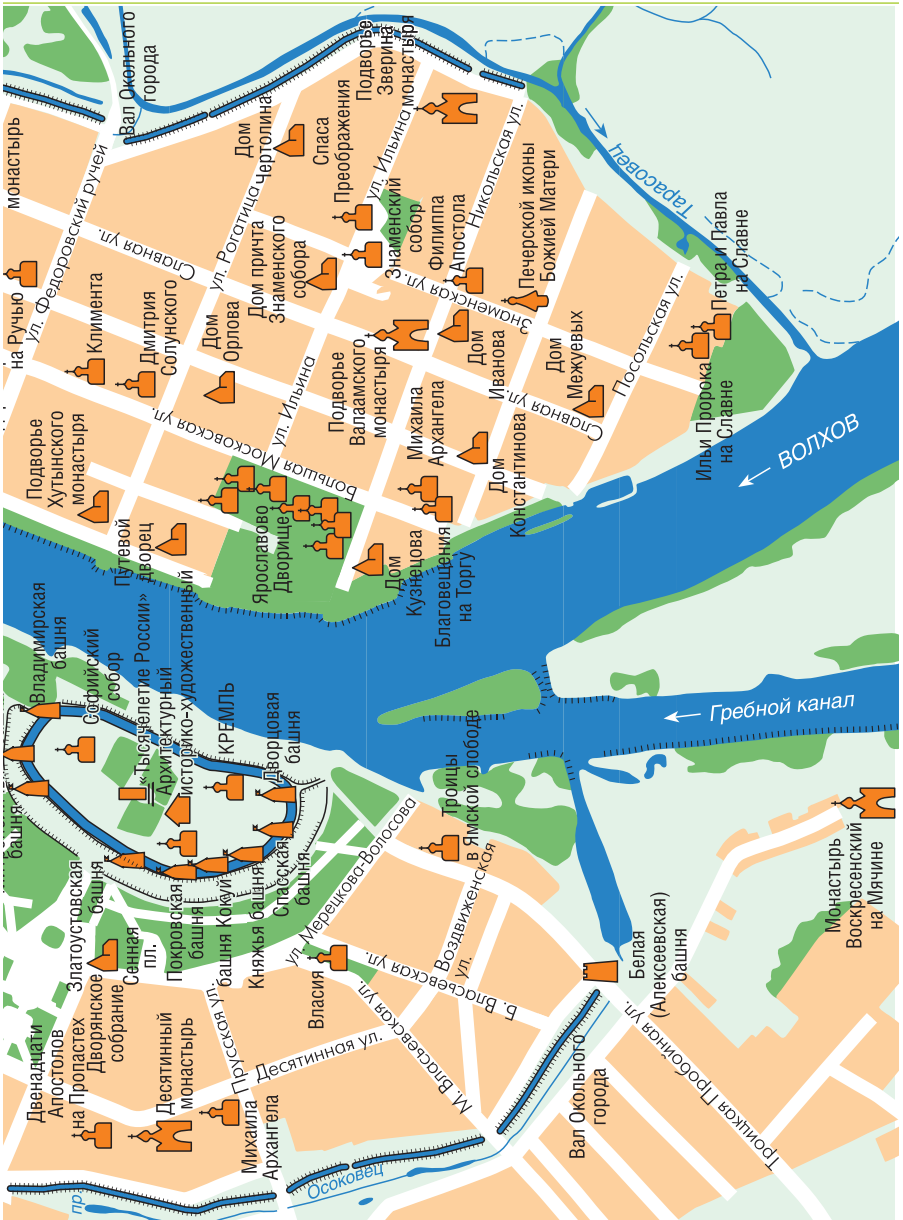 Вал Окольного
города
Подворье
Зверина
монастыря
монастырь
на Ручью
ул. Федоровский ручей
Славная ул.
ул. Рогатица
Дом
Чертолина
Спаса
Преображения
ул. Ильина
Никольская ул.
Тарасовец
Знаменский
собор
Филиппа
Апостола
Печерской иконы
Божией Матери
Петра и Павла
на Славне
Климента
Дмитрия
Солунского
Дом
Орлова
Дом причта
Знаменского
собора
Знаменская ул.
Посольская ул.
Подворье
Хутынского
монастыря
Большая Московская ул.
ул. Ильина
Подворье
Валаамского
монастыря
Дом
Иванова
Славная ул.
Дом
Межуевых
Ильи Пророка
на Славне
Михаила
Архангела
Дом
Константинова
Путевой
дворец
Ярославово
Дворище
Дом
Кузнецова
Благовещения
на Торгу
ВОЛХОВ
Владимирская
башня
Софийский
собор
«Тысячелетие России»
Архитектурный
историко-художественный
КРЕМЛЬ
Дворцовая
башня
Гребной канал
башня
Златоустовская
башня
Покровская
башня
башня Кокуй
Княжья башня
Спасская
башня
Сенная
пл.
ул. Мерецкова-Волосова
Троицы
в Ямской слободе
Воздвиженская
ул.
Монастырь
Воскресенский
на Мячине
Белая
(Алексеевская)
башня
Власия
Б. Власьевская ул.
М. Власьевская ул.
Двенадцати
Апостолов
на Пропастех
Дворянское
собрание
Десятинный
монастырь
Прусская ул.
Десятинная ул.
Михаила
Архангела
Вал Окольного
города
Троицкая Пробойная ул.
Осоковец
пр.